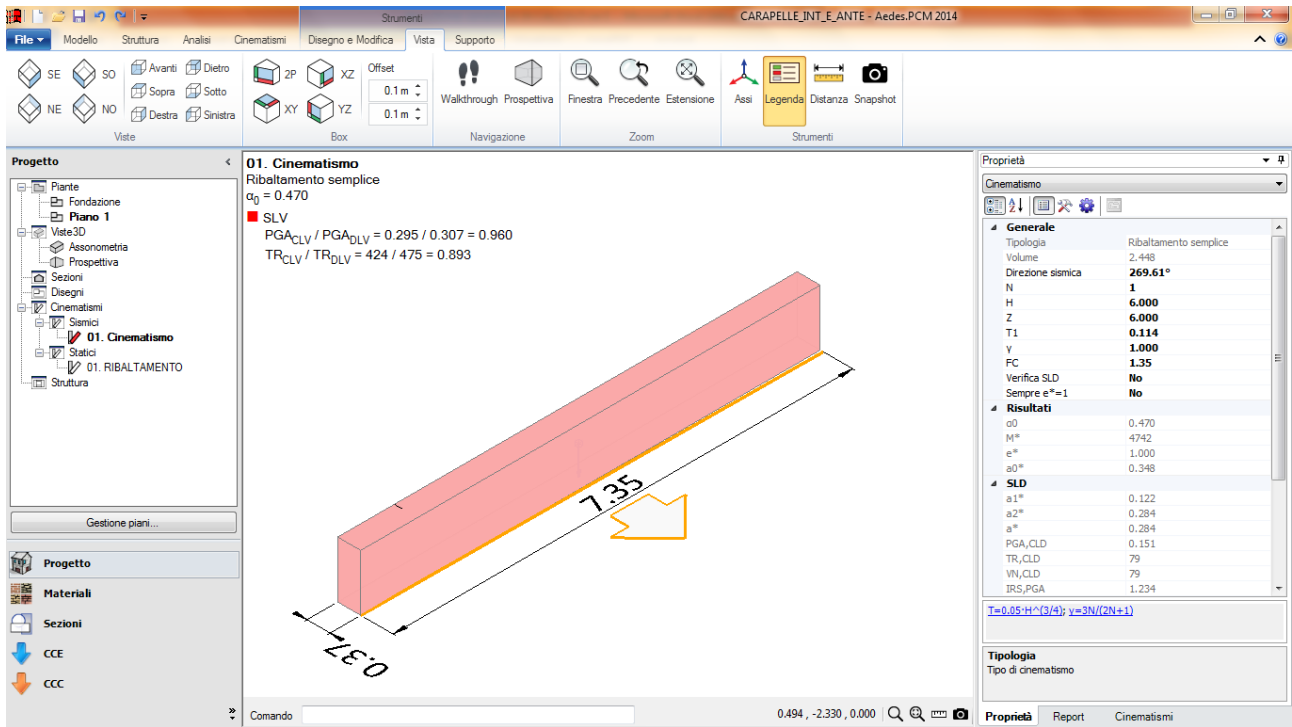 CARAPELLE_INT_E_ANTE - Aedes.PCM 2014
Strumenti
File Modello Struttura Analisi Cinematismi Disegno e Modifica Vista Supporto
SE SO Avanti Dietro
Sopra Sotto
NE NO Destra Sinistra
Viste
2P XZ Offset
0.1 m
XY YZ 0.1 m
Box
Walkthrough Prospettiva
Navigazione
Finestra Precedente Estensione
Zoom
Assi Legenda Distanza Snapshot
Strumenti
Progetto
Piante
Fondazione
Piano 1
Viste3D
Assonometria
Prospettiva
Sezioni
Disegni
Cinematismi
Sismici
01. Cinematismo
Statici
01. RIBALTAMENTO
Struttura
Gestione piani...
Progetto
Materiali
Sezioni
CCE
CCC
01. Cinematismo
Ribaltamento semplice
α0 = 0.470
SLV
PGACLV / PGADLV = 0.295 / 0.307 = 0.960
TRCLV / TRDLV = 424 / 475 = 0.893
7.35
0.37
Comando
0.494 , -2.330 , 0.000
Proprietà
Cinematismo
Generale
Tipologia Ribaltamento semplice
Volume 2.448
Direzione sismica 269.61°
N 1
H 6.000
Z 6.000
T1 0.114
γ 1.000
FC 1.35
Verifica SLD No
Sempre e*=1 No
Risultati
α0 0.470
M* 4742
e* 1.000
a0* 0.348
SLD
a1* 0.122
a2* 0.284
a* 0.284
PGA,CLD 0.151
TR,CLD 79
VN,CLD 79
IRS,PGA 1.234
T=0.05·H^(3/4); γ=3N/(2N+1)
Tipologia
Tipo di cinematismo
Proprietà Report Cinematismi